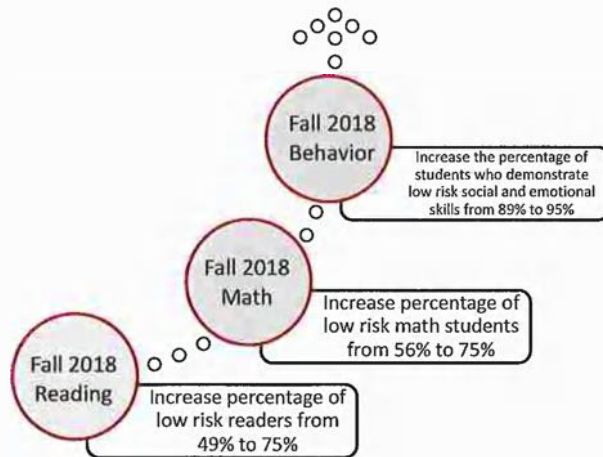 Fall 2018
Behavior
Increase the percentage of
students who demonstrate
low risk social and emotional
skills from 89% to 95%
Fall 2018
Math
Increase percentage of
low risk math students
from 56% to 75%
Fall 2018
Reading
Increase percentage of
low risk readers from
49% to 75%